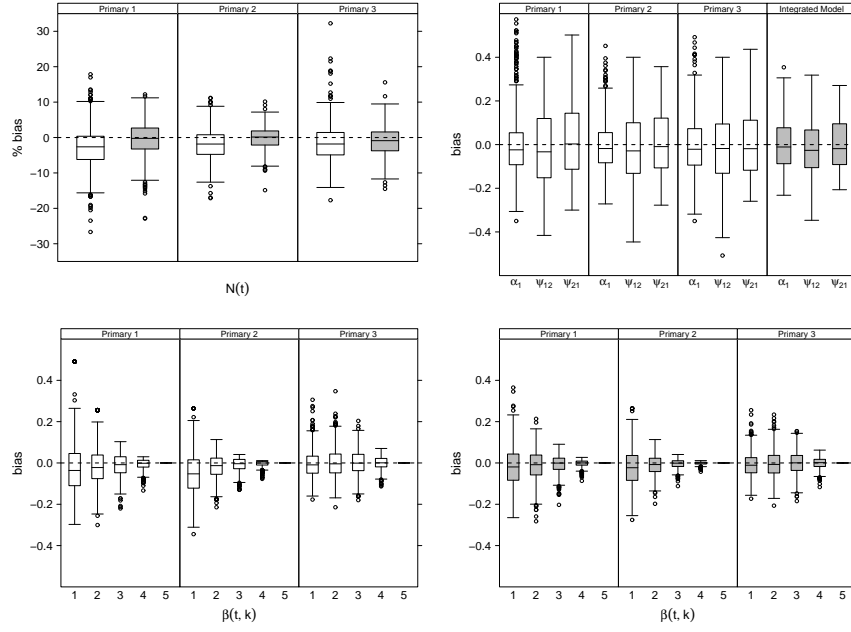 Primary 1 Primary 2 Primary 3
30
20
10
0
−10
−20
−30
% bias
N(t)
Primary 1 Primary 2 Primary 3 Integrated Model
0.4
0.2
0.0
−0.2
−0.4
bias
α1 ψ12 ψ21 α1 ψ12 ψ21 α1 ψ12 ψ21 α1 ψ12 ψ21
Primary 1 Primary 2 Primary 3
0.4
0.2
0.0
−0.2
−0.4
bias
1 2 3 4 5 1 2 3 4 5 1 2 3 4 5
β(t, k)
Primary 1 Primary 2 Primary 3
0.4
0.2
0.0
−0.2
−0.4
bias
1 2 3 4 5 1 2 3 4 5 1 2 3 4 5
β(t, k)